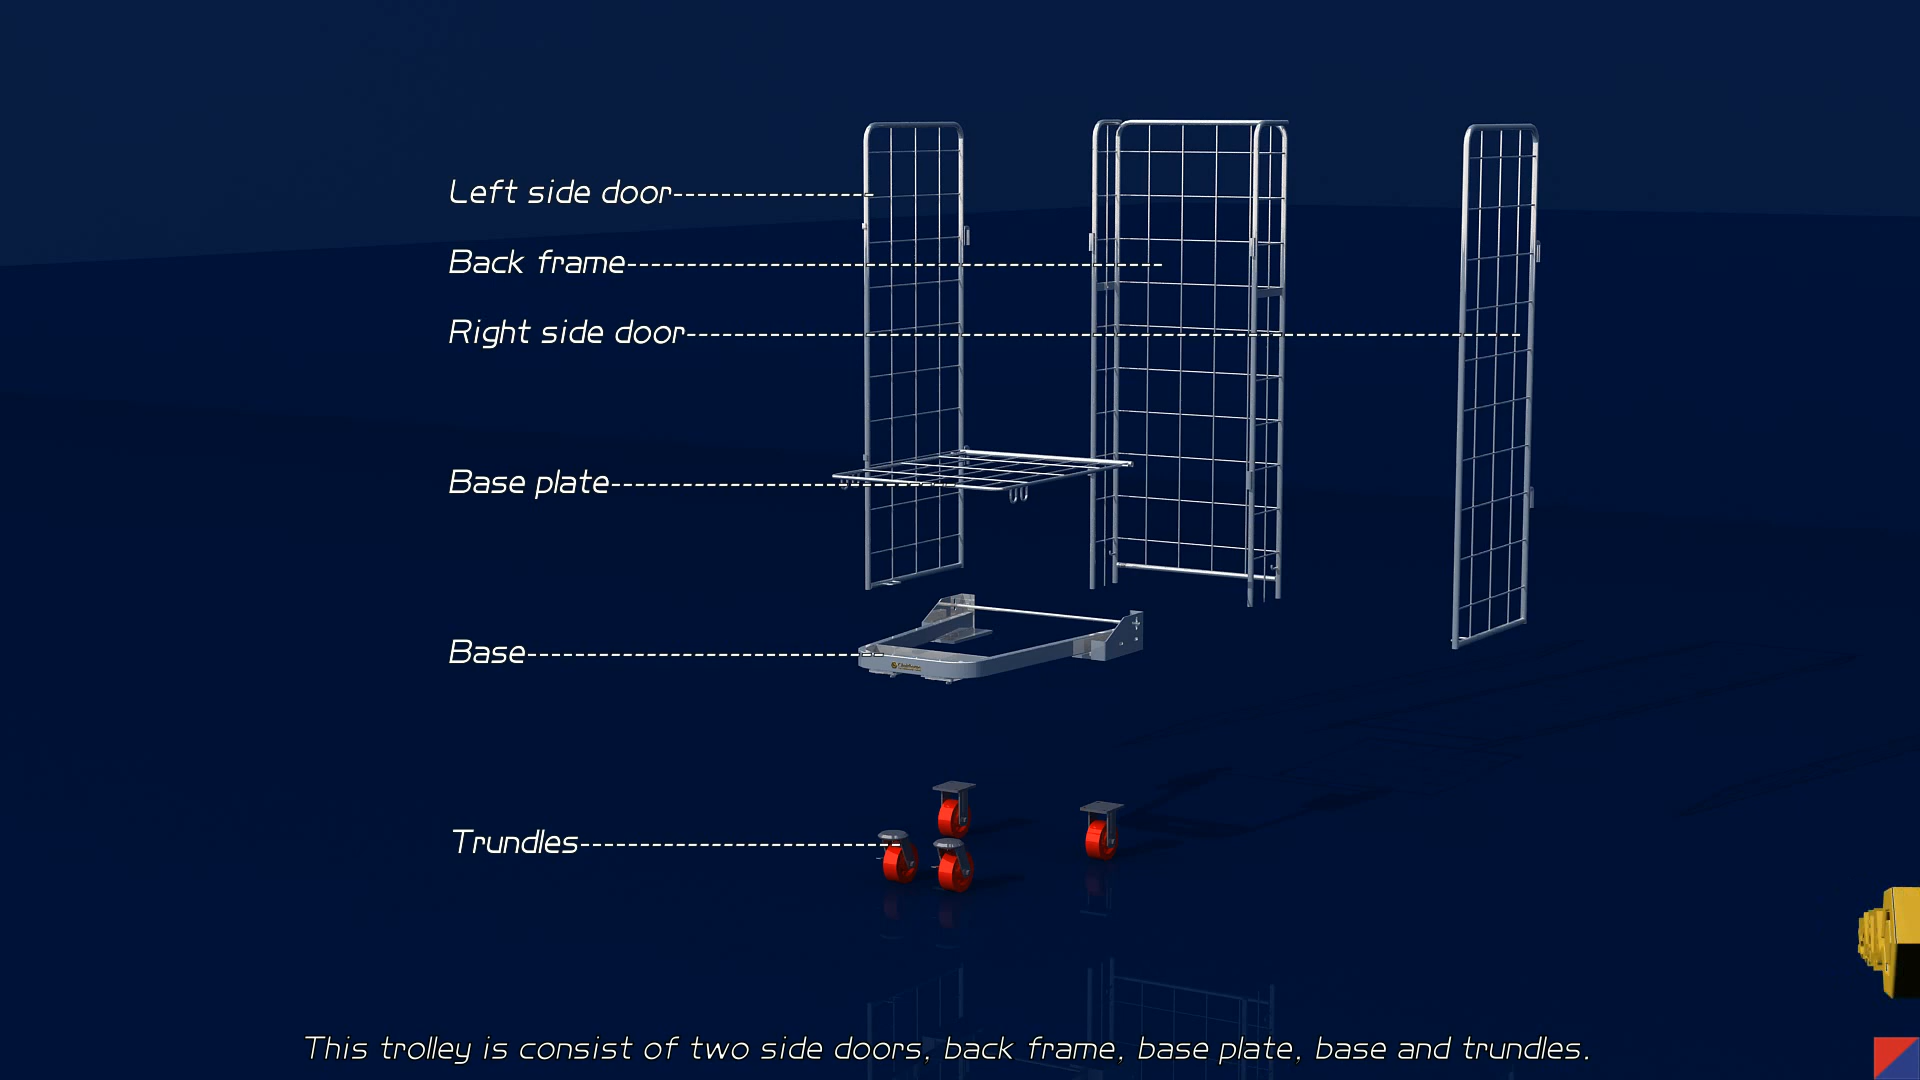 Left side door
Back frame
Right side door
Base plate
Base
Trundles
This trolley is consist of two side doors, back frame, base plate, base and trundles.